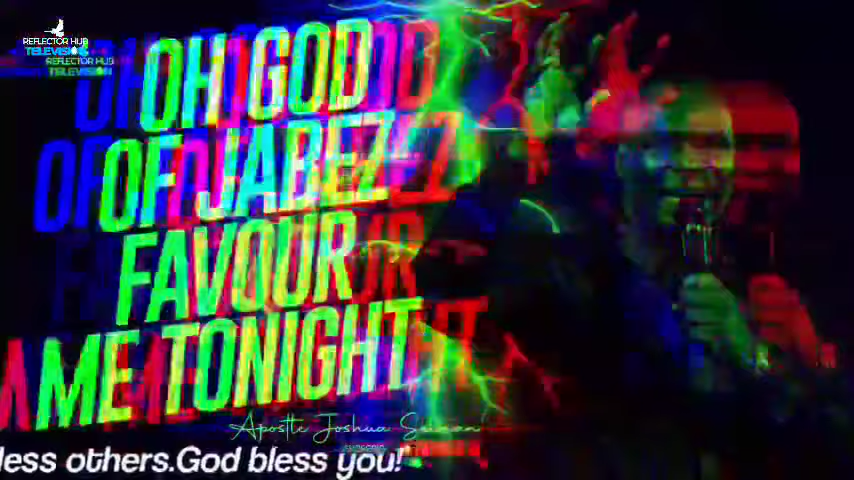 REFLECTOR HUB
TELEVISION
REFLECTOR HUB
TELEVISION
OH GOD
OF JABEZ
FAVOUR
ME TONIGHT
Apostle Joshua Selman
less others.God bless you!